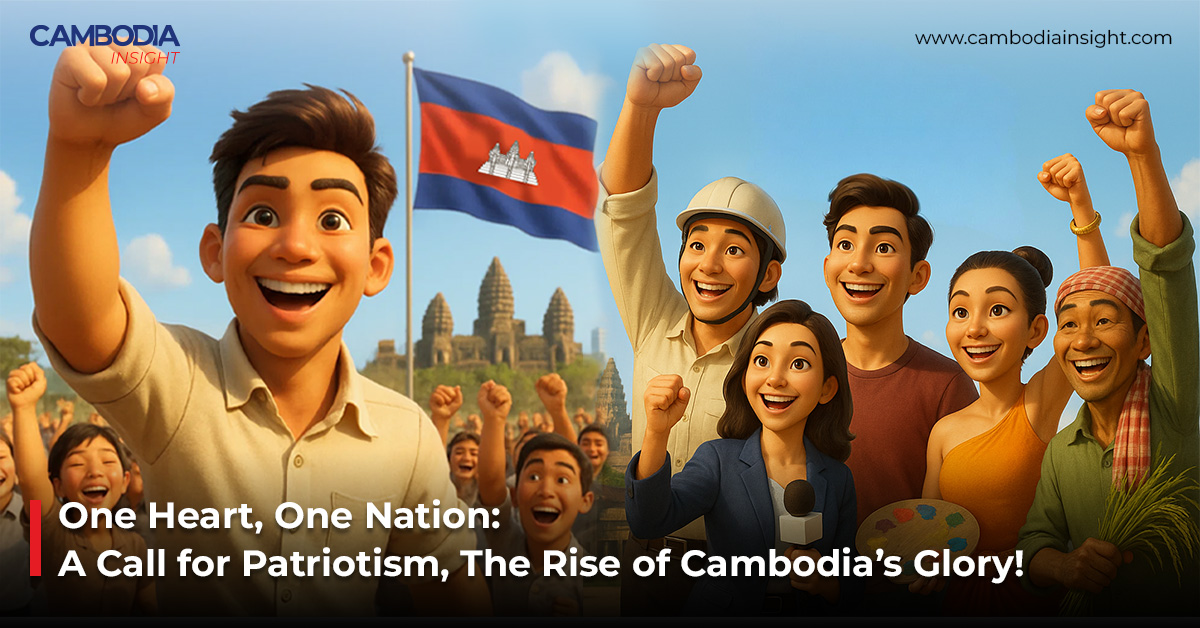 CAMBODIA
INSIGHT
www.cambodiainsight.com
One Heart, One Nation:
A Call for Patriotism, The Rise of Cambodia’s Glory!